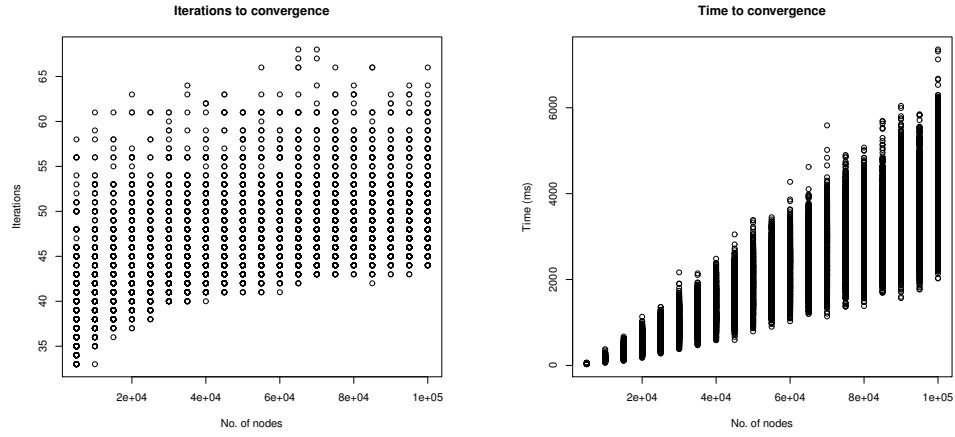 Iterations to convergence
65
60
55
50
45
40
35
Iterations
2e+04
4e+04
6e+04
8e+04
1e+05
No. of nodes
Time to convergence
6000
4000
2000
0
Time (ms)
2e+04
4e+04
6e+04
8e+04
1e+05
No. of nodes